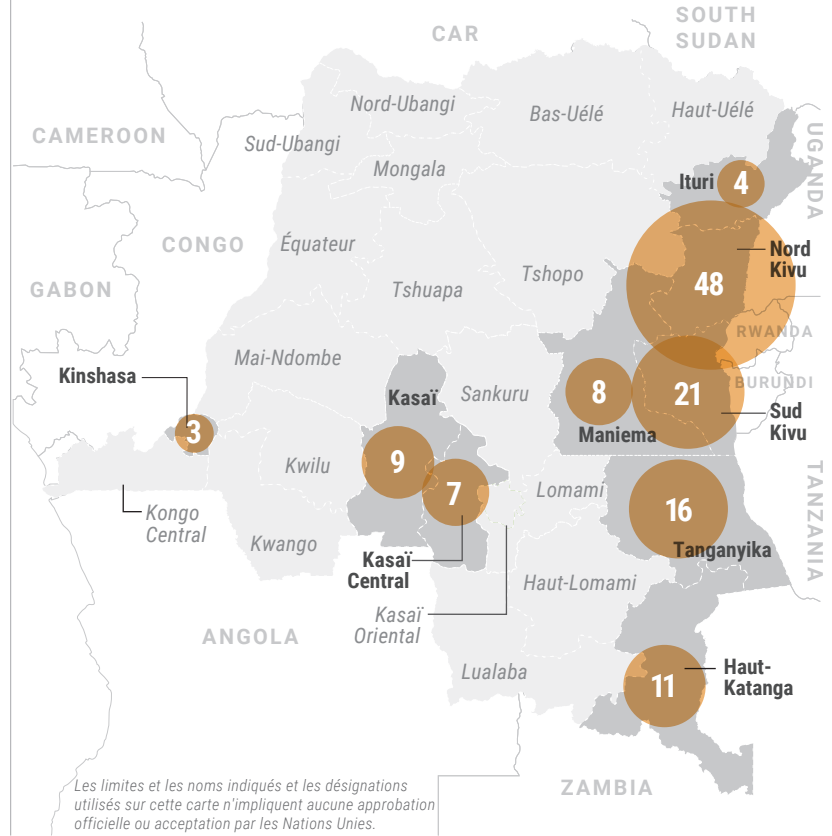 SOUTH
SUDAN
CAR
Nord-Ubangi
Bas-Uélé
Haut-Uélé
CAMEROON
Sud-Ubangi
UGANDA
Mongala
Ituri
4
CONGO
Équateur
Nord
Kivu
Tshopo
Tshuapa
48
GABON
RWANDA
Mai-Ndombe
Kinshasa
BURUNDI
Kasaï
Sankuru
8
21
Sud
Kivu
Maniema
3
9
Kwilu
7
Lomami
16
TANZANIA
Kongo
Central
Kwango
Tanganyika
Kasaï
Central
Haut-Lomami
Kasaï
Oriental
ANGOLA
Lualaba
11
Haut-
Katanga
ZAMBIA
Les limites et les noms indiqués et les désignations
utilisés sur cette carte n'impliquent aucune approbation
officielle ou acceptation par les Nations Unies.